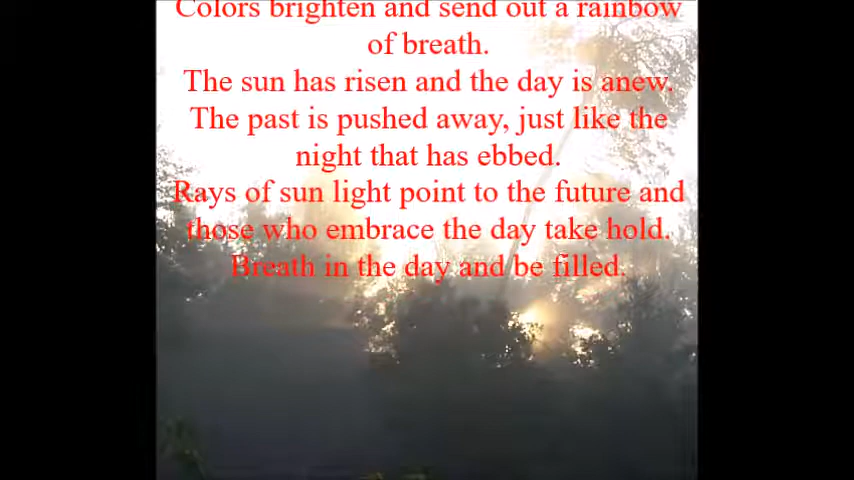 Colors brighten and send out a rainbow
of breath.
The sun has risen and the day is anew.
The past is pushed away, just like the
night that has ebbed.
Rays of sun light point to the future and
those who embrace the day take hold.
Breath in the day and be filled.